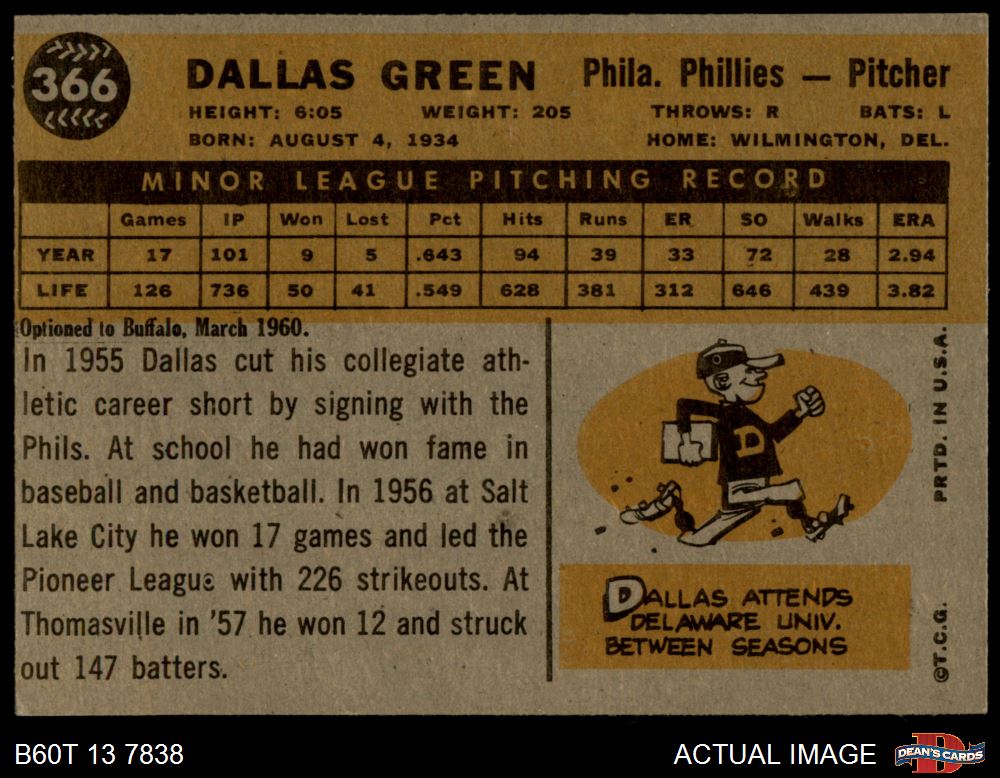 366
DALLAS GREEN Phila. Phillies — Pitcher
HEIGHT: 6:05 WEIGHT: 205 THROWS: R BATS: L
BORN: AUGUST 4, 1934 HOME: WILMINGTON, DEL.
MINOR LEAGUE PITCHING RECORD
Games IP Won Lost Pct Hits Runs ER SO Walks ERA
YEAR 17 101 9 5 .643 94 39 33 72 28 2.94
LIFE 126 736 50 41 .549 628 381 312 646 439 3.82
Optioned to Buffalo, March 1960.
In 1955 Dallas cut his collegiate ath-
letic career short by signing with the
Phils. At school he had won fame in
baseball and basketball. In 1956 at Salt
Lake City he won 17 games and led the
Pioneer League with 226 strikeouts. At
Thomasville in '57 he won 12 and struck
out 147 batters.
D
DALLAS ATTENDS
DELAWARE UNIV.
BETWEEN SEASONS
©T.C.G. PRTD. IN U.S.A.
B60T 13 7838 ACTUAL IMAGE
D
DEAN'S CARDS